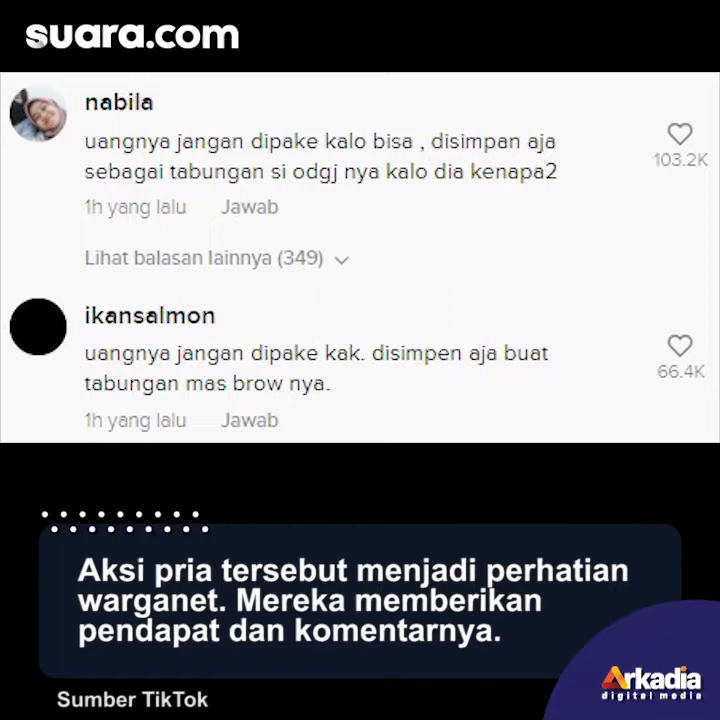 suara.com
nabila
uangnya jangan dipake kalo bisa , disimpan aja
sebagai tabungan si odgj nya kalo dia kenapa2
103.2K
1h yang lalu Jawab
Lihat balasan lainnya (349)
ikansalmon
uangnya jangan dipake kak. disimpen aja buat
tabungan mas brow nya.
66.4K
1h yang lalu Jawab
Aksi pria tersebut menjadi perhatian
warganet. Mereka memberikan
pendapat dan komentarnya.
Arkadia
digital media
Sumber TikTok